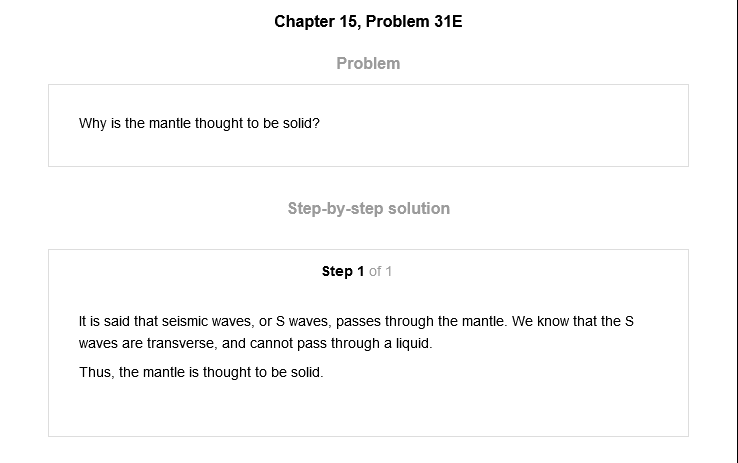 Chapter 15, Problem 31E
Problem
Why is the mantle thought to be solid?
Step-by-step solution
Step 1 of 1
It is said that seismic waves, or S waves, passes through the mantle. We know that the S
waves are transverse, and cannot pass through a liquid.
Thus, the mantle is thought to be solid.